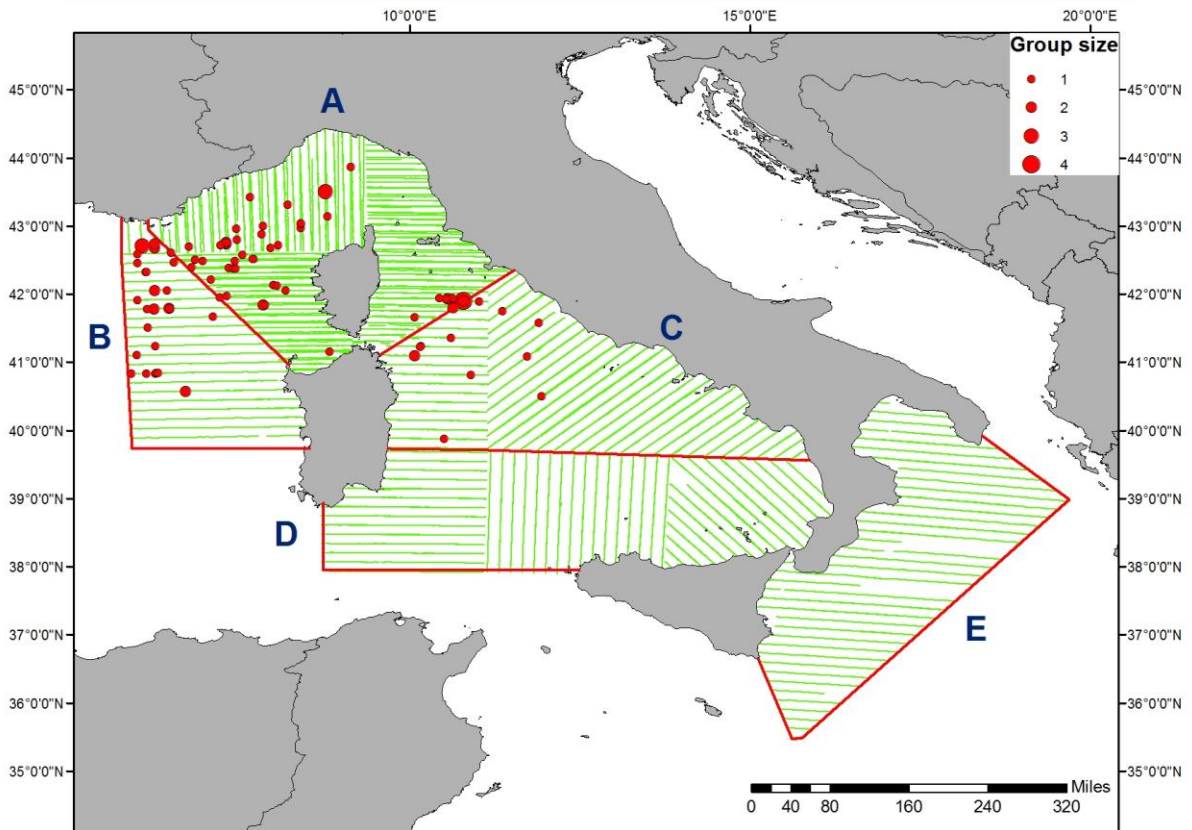 10°0'0"E 15°0'0"E 20°0'0"E
Group size
1
2
3
4
45°0'0"N 45°0'0"N
A
44°0'0"N 44°0'0"N
43°0'0"N 43°0'0"N
42°0'0"N 42°0'0"N
B C
41°0'0"N 41°0'0"N
40°0'0"N 40°0'0"N
39°0'0"N 39°0'0"N
D
38°0'0"N 38°0'0"N
E
37°0'0"N 37°0'0"N
36°0'0"N 36°0'0"N
35°0'0"N 35°0'0"N
Miles
0 40 80 160 240 320